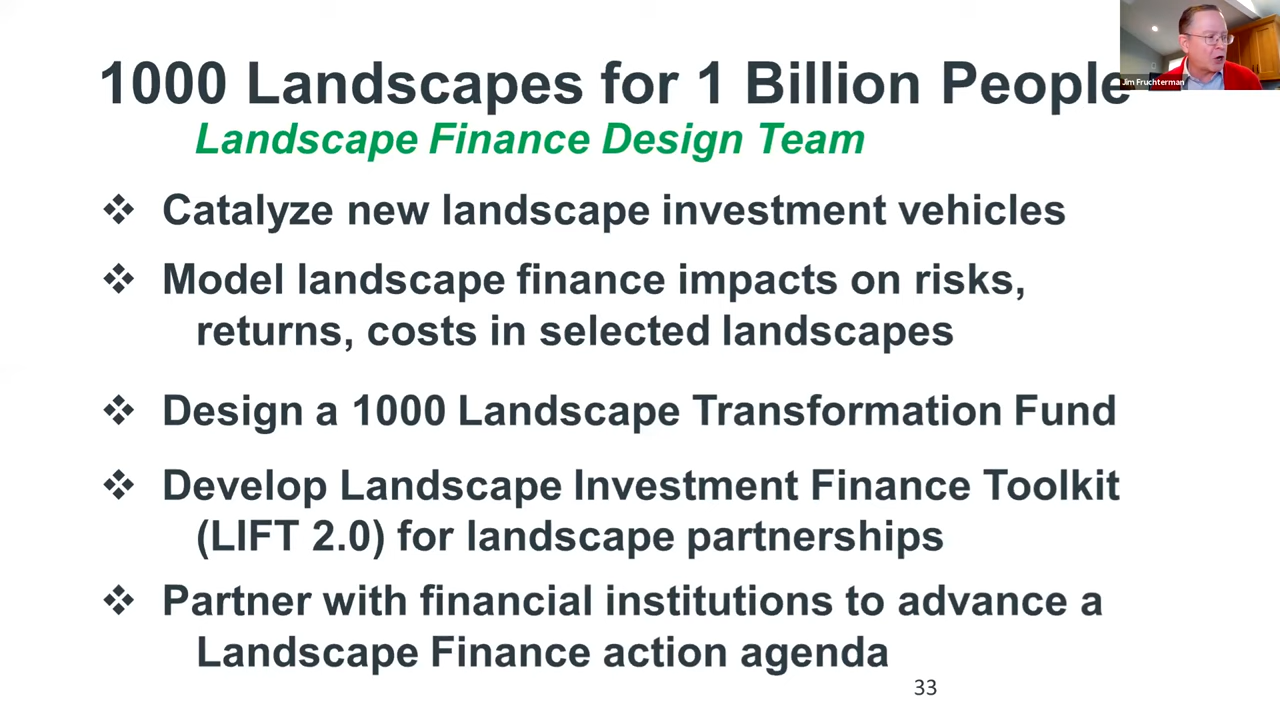 1000 Landscapes for 1 Billion People
Landscape Finance Design Team
❖ Catalyze new landscape investment vehicles
❖ Model landscape finance impacts on risks,
returns, costs in selected landscapes
❖ Design a 1000 Landscape Transformation Fund
❖ Develop Landscape Investment Finance Toolkit
(LIFT 2.0) for landscape partnerships
❖ Partner with financial institutions to advance a
Landscape Finance action agenda
33
Jim Fruchterman